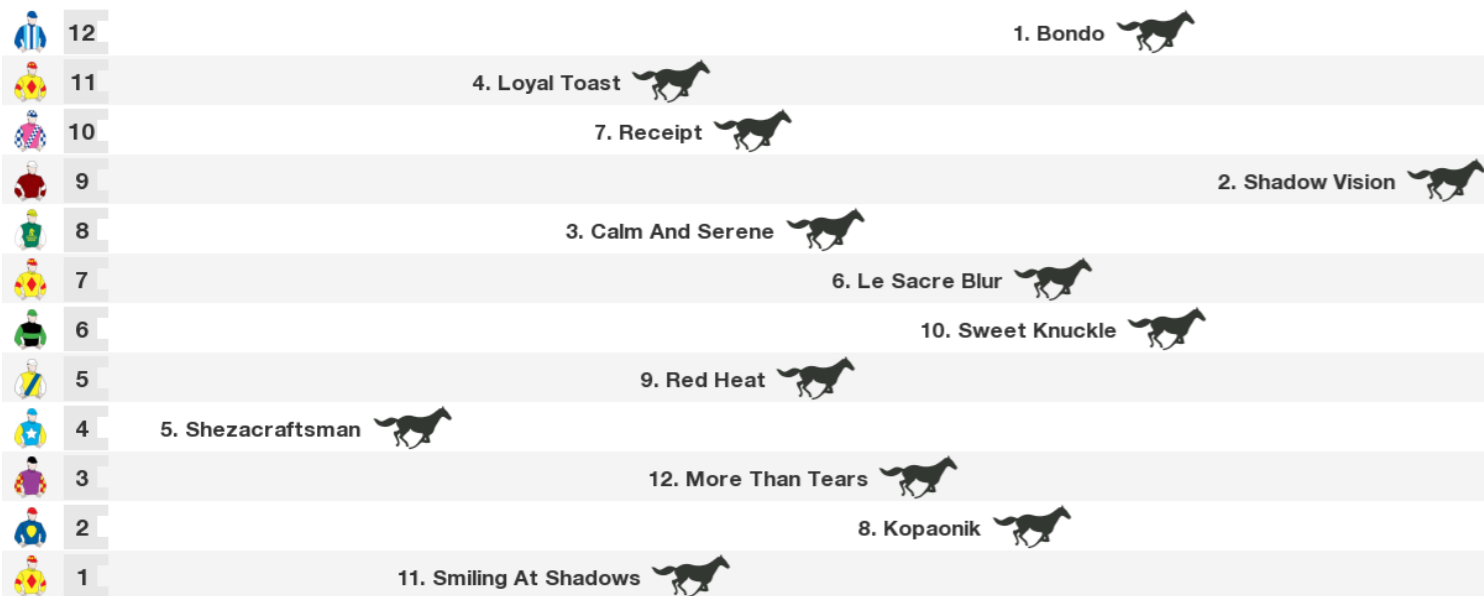 12 1. Bondo
11 4. Loyal Toast
10 7. Receipt
9 2. Shadow Vision
8 3. Calm And Serene
7 6. Le Sacre Blur
6 10. Sweet Knuckle
5 9. Red Heat
4 5. Shezacraftsman
3 12. More Than Tears
2 8. Kopaonik
1 11. Smiling At Shadows